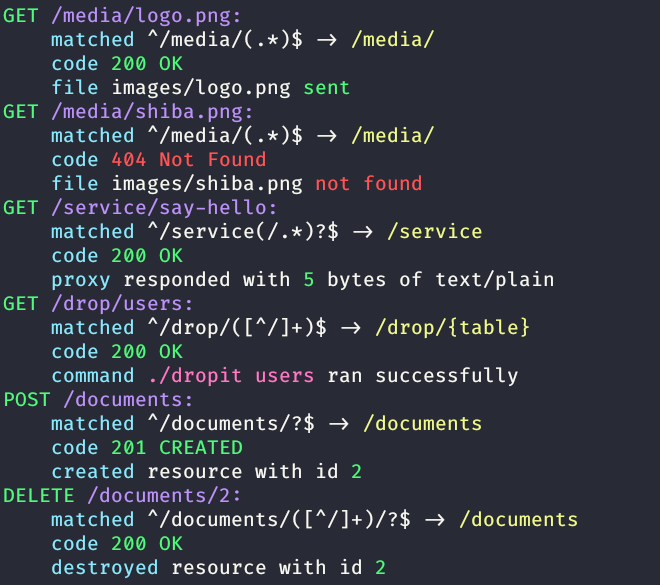 GET /media/logo.png:
    matched ^/media/(.*)$ -> /media/
    code 200 OK
    file images/logo.png sent
GET /media/shiba.png:
    matched ^/media/(.*)$ -> /media/
    code 404 Not Found
    file images/shiba.png not found
GET /service/say-hello:
    matched ^/service(/.*)?$ -> /service
    code 200 OK
    proxy responded with 5 bytes of text/plain
GET /drop/users:
    matched ^/drop/([^/]+)$ -> /drop/{table}
    code 200 OK
    command ./dropit users ran successfully
POST /documents:
    matched ^/documents/?$ -> /documents
    code 201 CREATED
    created resource with id 2
DELETE /documents/2:
    matched ^/documents/([^/]+)/?$ -> /documents
    code 200 OK
    destroyed resource with id 2